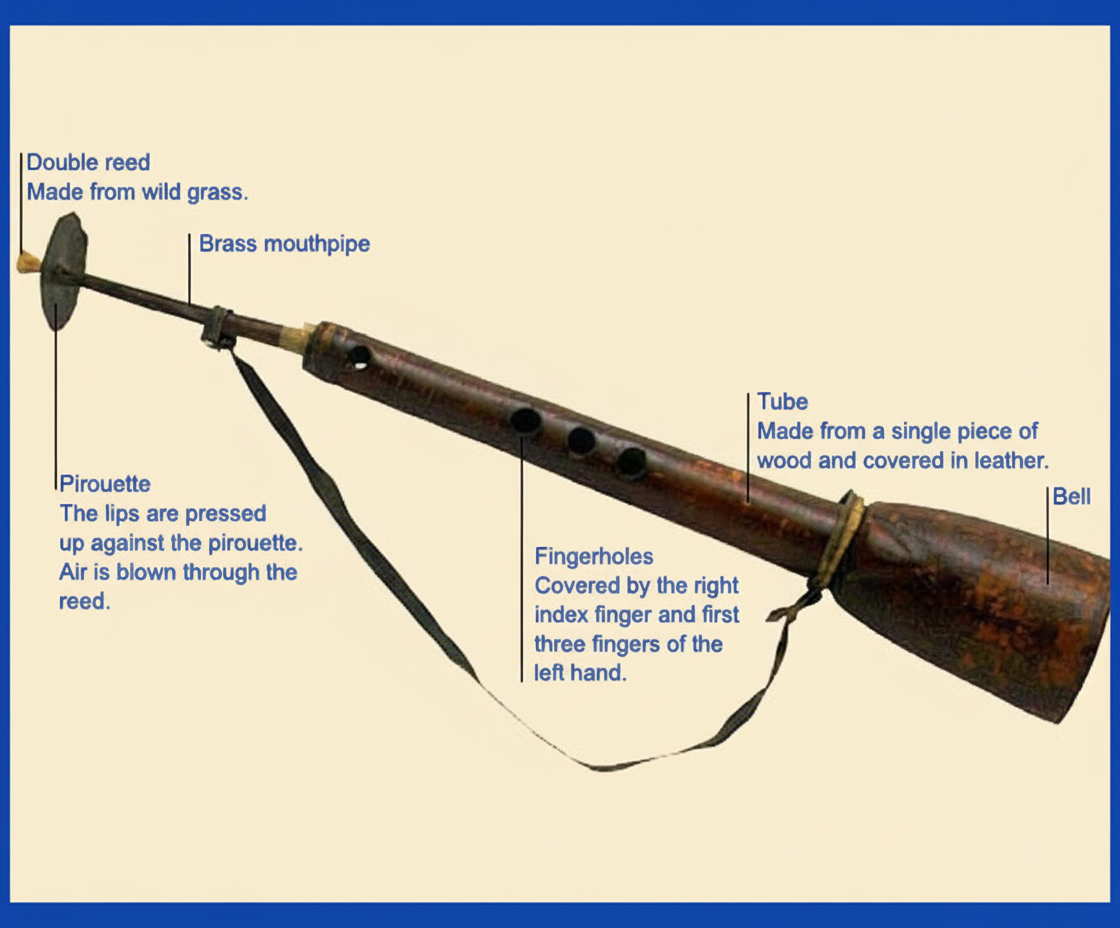 Double reed
Made from wild grass.
Brass mouthpipe
Tube
Made from a single piece of
wood and covered in leather.
Bell
Pirouette
The lips are pressed
up against the pirouette.
Air is blown through the
reed.
Fingerholes
Covered by the right
index finger and first
three fingers of the
left hand.